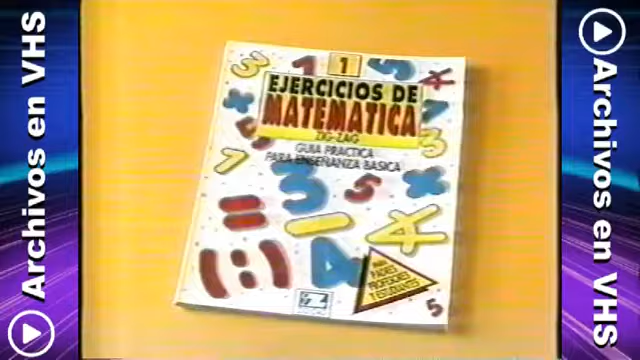 Archivos en VHS
1
EJERCICIOS DE
MATEMATICA
ZIG-ZAG
GUIA PRACTICA
PARA ENSEÑANZA BASICA
PARA
PADRES
PROFESORES
Y ESTUDIANTES
Archivos en VHS